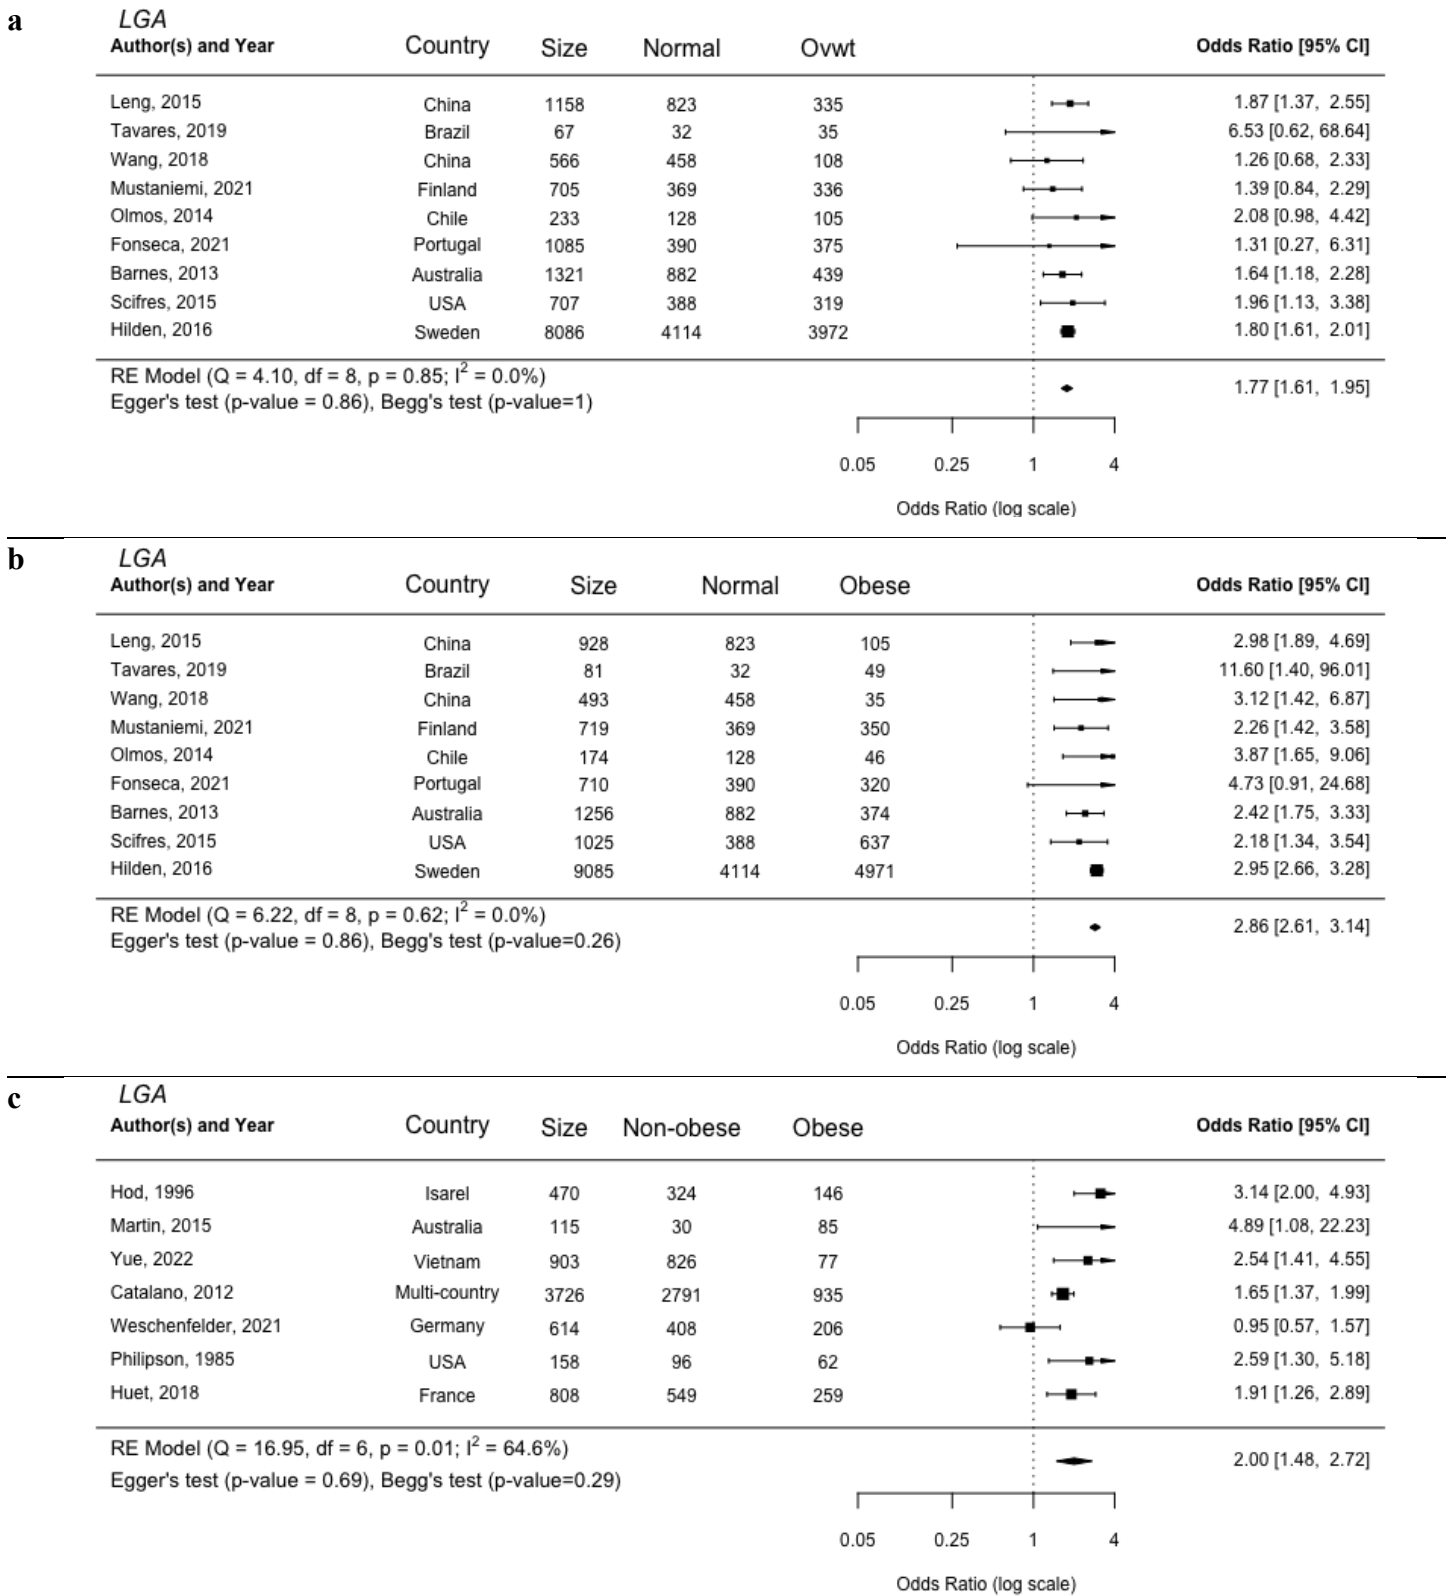 a
LGA
Author(s) and Year Country Size Normal Ovwt Odds Ratio [95% CI]
Leng, 2015 China 1158 823 335 1.87 [1.37, 2.55]
Tavares, 2019 Brazil 67 32 35 6.53 [0.62, 68.64]
Wang, 2018 China 566 458 108 1.26 [0.68, 2.33]
Mustaniemi, 2021 Finland 705 369 336 1.39 [0.84, 2.29]
Olmos, 2014 Chile 233 128 105 2.08 [0.98, 4.42]
Fonseca, 2021 Portugal 1085 390 375 1.31 [0.27, 6.31]
Barnes, 2013 Australia 1321 882 439 1.64 [1.18, 2.28]
Scifres, 2015 USA 707 388 319 1.96 [1.13, 3.38]
Hilden, 2016 Sweden 8086 4114 3972 1.80 [1.61, 2.01]
RE Model (Q = 4.10, df = 8, p = 0.85; I² = 0.0%) 1.77 [1.61, 1.95]
Egger's test (p-value = 0.86), Begg's test (p-value=1)
0.05 0.25 1 4
Odds Ratio (log scale)
b
LGA
Author(s) and Year Country Size Normal Obese Odds Ratio [95% CI]
Leng, 2015 China 928 823 105 2.98 [1.89, 4.69]
Tavares, 2019 Brazil 81 32 49 11.60 [1.40, 96.01]
Wang, 2018 China 493 458 35 3.12 [1.42, 6.87]
Mustaniemi, 2021 Finland 719 369 350 2.26 [1.42, 3.58]
Olmos, 2014 Chile 174 128 46 3.87 [1.65, 9.06]
Fonseca, 2021 Portugal 710 390 320 4.73 [0.91, 24.68]
Barnes, 2013 Australia 1256 882 374 2.42 [1.75, 3.33]
Scifres, 2015 USA 1025 388 637 2.18 [1.34, 3.54]
Hilden, 2016 Sweden 9085 4114 4971 2.95 [2.66, 3.28]
RE Model (Q = 6.22, df = 8, p = 0.62; I² = 0.0%) 2.86 [2.61, 3.14]
Egger's test (p-value = 0.86), Begg's test (p-value=0.26)
0.05 0.25 1 4
Odds Ratio (log scale)
c
LGA
Author(s) and Year Country Size Non-obese Obese Odds Ratio [95% CI]
Hod, 1996 Isarel 470 324 146 3.14 [2.00, 4.93]
Martin, 2015 Australia 115 30 85 4.89 [1.08, 22.23]
Yue, 2022 Vietnam 903 826 77 2.54 [1.41, 4.55]
Catalano, 2012 Multi-country 3726 2791 935 1.65 [1.37, 1.99]
Weschenfelder, 2021 Germany 614 408 206 0.95 [0.57, 1.57]
Philipson, 1985 USA 158 96 62 2.59 [1.30, 5.18]
Huet, 2018 France 808 549 259 1.91 [1.26, 2.89]
RE Model (Q = 16.95, df = 6, p = 0.01; I² = 64.6%) 2.00 [1.48, 2.72]
Egger's test (p-value = 0.69), Begg's test (p-value=0.29)
0.05 0.25 1 4
Odds Ratio (log scale)